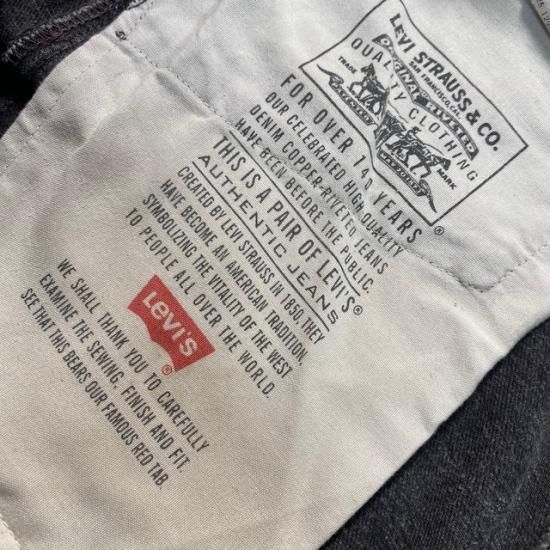 LEVI STRAUSS & CO.
SAN FRANCISCO, CAL.
ORIGINAL RIVETED
QUALITY CLOTHING
TRADE MARK
FOR OVER YEARS
OUR CELEBRATED HIGH QUALITY
DENIM COPPER-RIVETED JEANS
HAVE BEEN BEFORE THE PUBLIC.
THIS IS A PAIR OF LEVI'S®
AUTHENTIC JEANS
CREATED BY LEVI STRAUSS IN 1850. THEY
HAVE BECOME AN AMERICAN TRADITION,
SYMBOLIZING THE VITALITY OF THE WEST
TO PEOPLE ALL OVER THE WORLD.
LEVI'S
®
WE SHALL THANK YOU TO CAREFULLY
EXAMINE THE SEWING, FINISH AND FIT.
SEE THAT THIS BEARS OUR FAMOUS RED TAB.